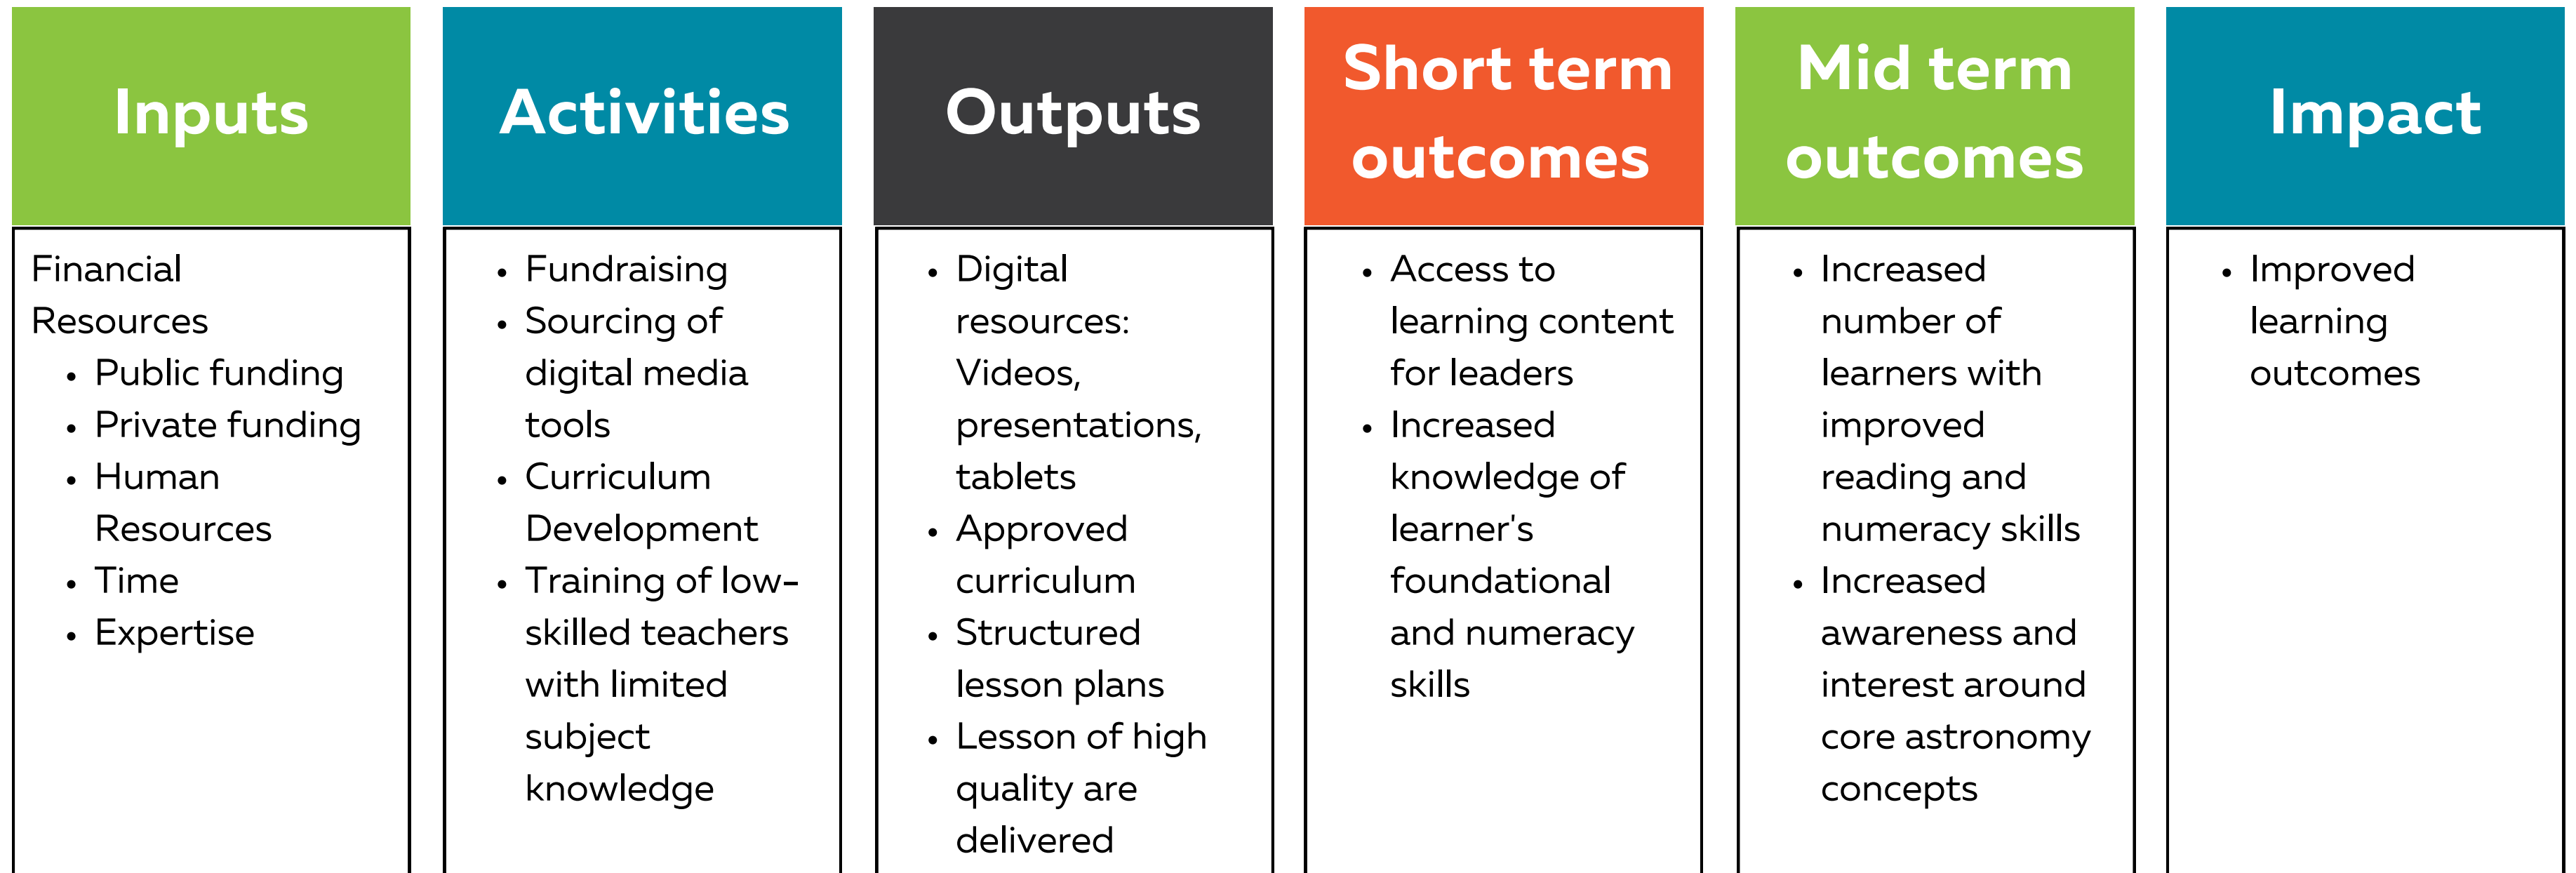 Inputs
Financial
Resources
• Public funding
• Private funding
• Human
Resources
• Time
• Expertise
Activities
• Fundraising
• Sourcing of
digital media
tools
• Curriculum
Development
• Training of low-
skilled teachers
with limited
subject
knowledge
Outputs
• Digital
resources:
Videos,
presentations,
tablets
• Approved
curriculum
• Structured
lesson plans
• Lesson of high
quality are
delivered
Short term
outcomes
• Access to
learning content
for leaders
• Increased
knowledge of
learner's
foundational
and numeracy
skills
Mid term
outcomes
• Increased
number of
learners with
improved
reading and
numeracy skills
• Increased
awareness and
interest around
core astronomy
concepts
Impact
• Improved
learning
outcomes